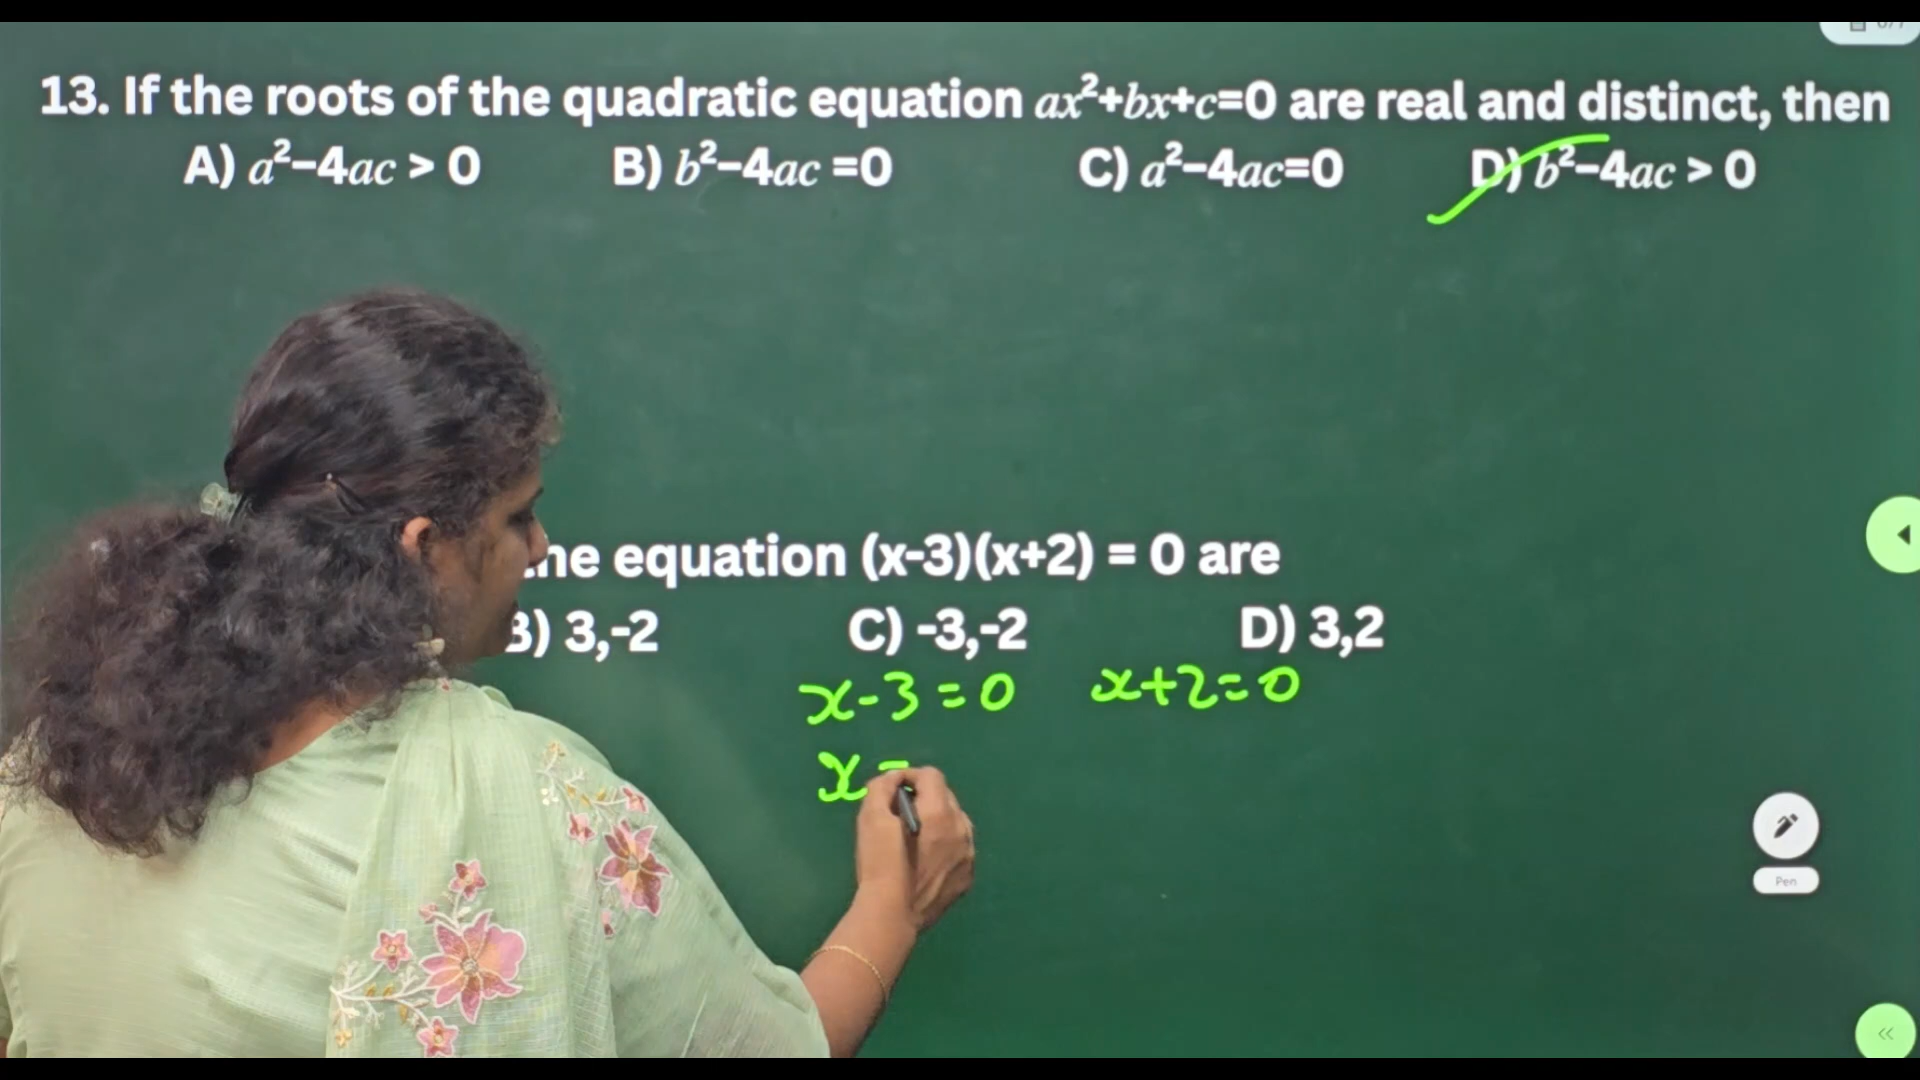 13. If the roots of the quadratic equation ax²+bx+c=0 are real and distinct, then
A) a²–4ac > 0 B) b²–4ac =0 C) a²–4ac=0 D) b²–4ac > 0
the equation (x-3)(x+2) = 0 are
B) 3,-2 C) -3,-2 D) 3,2
x-3=0 x+2=0
x=
Pen